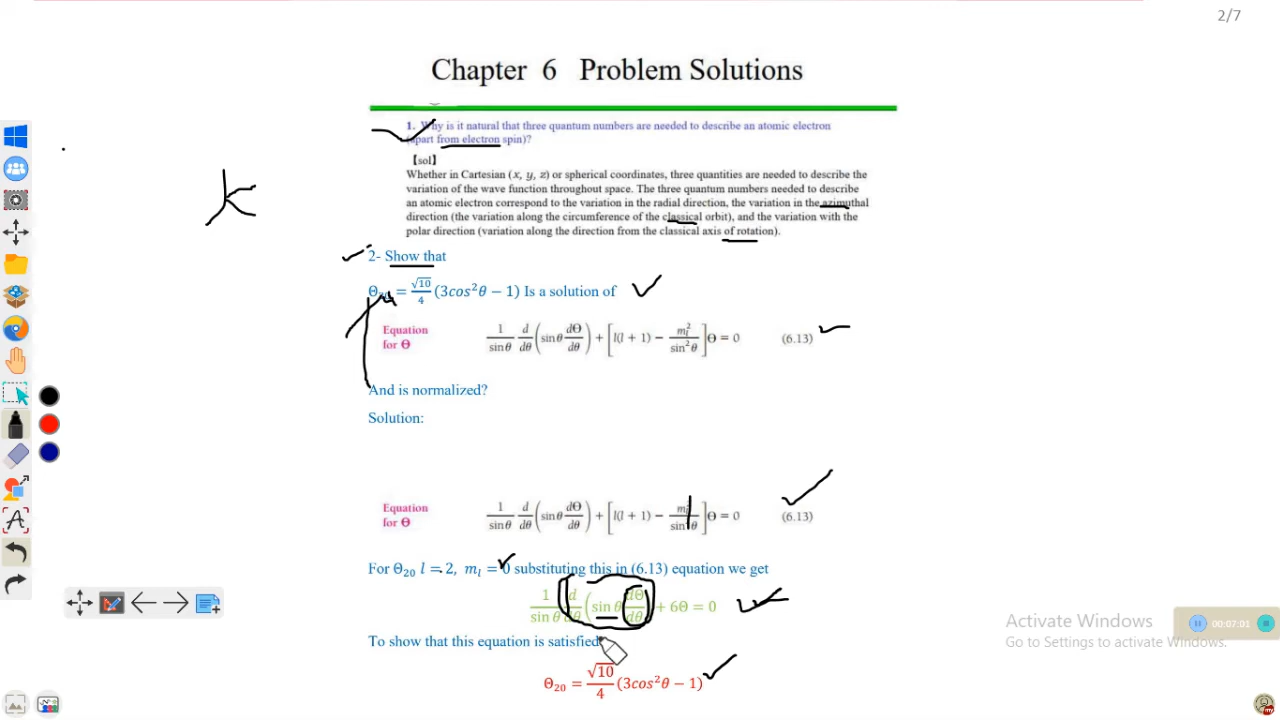 2/7
Chapter 6 Problem Solutions
1. Why is it natural that three quantum numbers are needed to describe an atomic electron
(apart from electron spin)?
【sol】
Whether in Cartesian (x, y, z) or spherical coordinates, three quantities are needed to describe the
variation of the wave function throughout space. The three quantum numbers needed to describe
an atomic electron correspond to the variation in the radial direction, the variation in the azimuthal
direction (the variation along the circumference of the classical orbit), and the variation with the
polar direction (variation along the direction from the classical axis of rotation).
K
2- Show that
Θ₂₀ = √10/4 (3cos²θ − 1) Is a solution of
Equation for Θ 1/sinθ d/dθ (sinθ dΘ/dθ) + [l(l + 1) − m_l²/sin²θ]Θ = 0 (6.13)
And is normalized?
Solution:
Equation for Θ 1/sinθ d/dθ (sinθ dΘ/dθ) + [l(l + 1) − m_l²/sin²θ]Θ = 0 (6.13)
For Θ₂₀ l = 2, m_l = 0 substituting this in (6.13) equation we get
1/sinθ d/dθ (sinθ dΘ/dθ) + 6Θ = 0
To show that this equation is satisfied
Θ₂₀ = √10/4 (3cos²θ − 1)
Activate Windows
Go to Settings to activate Windows.
00:07:01